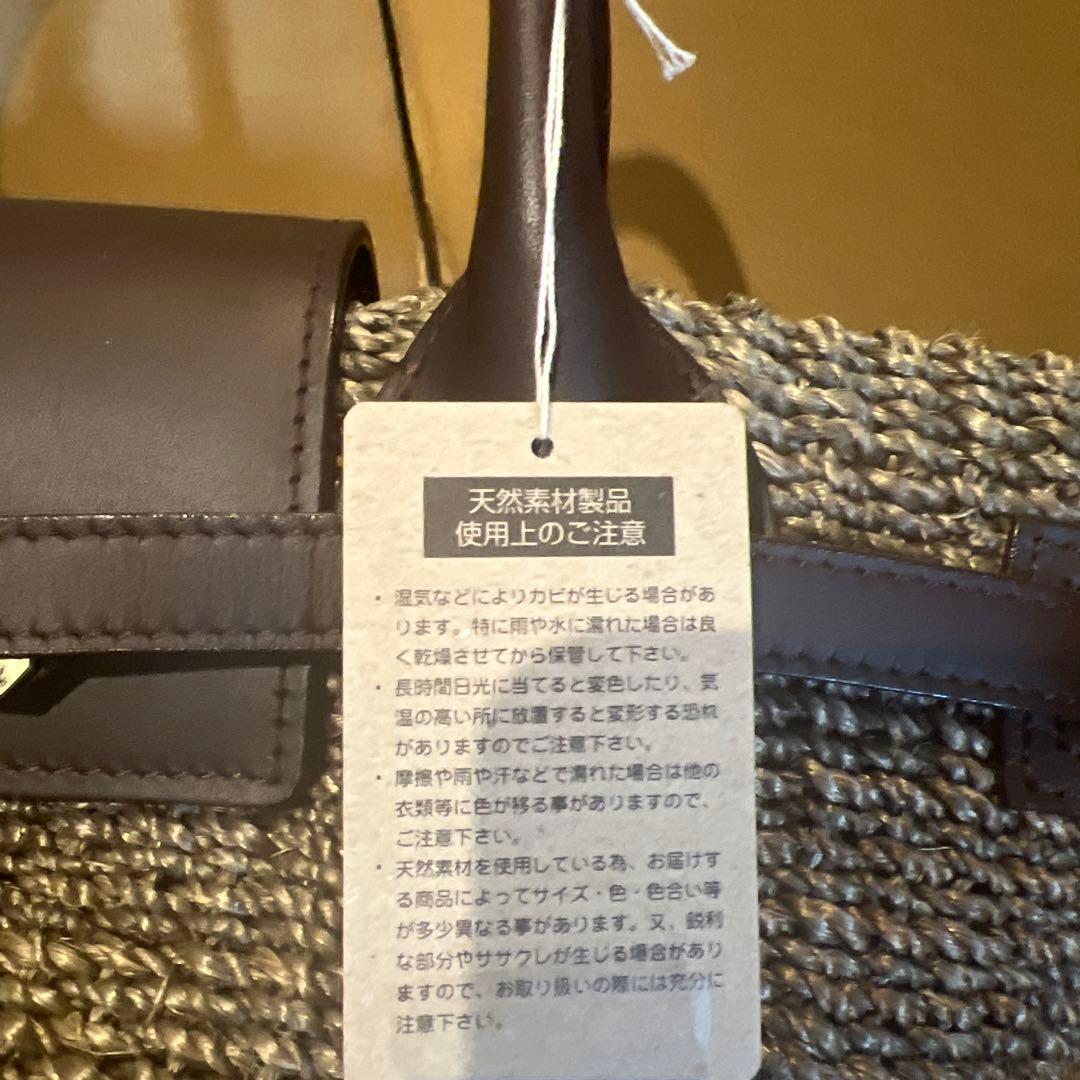 天然素材製品
使用上のご注意
・湿気などによりカビが生じる場合があ
ります。特に雨や水に濡れた場合は良
く乾燥させてから保管して下さい。
・長時間日光に当てると変色したり、気
温の高い所に放置すると変形する恐れ
がありますのでご注意下さい。
・摩擦や雨や汗などで濡れた場合は他の
衣類等に色が移る事がありますので、
ご注意下さい。
・天然素材を使用している為、お届けす
る商品によってサイズ・色・色合い等
が多少異なる事があります。又、鋭利
な部分やササクレが生じる場合があり
ますので、お取り扱いの際には充分に
注意下さい。